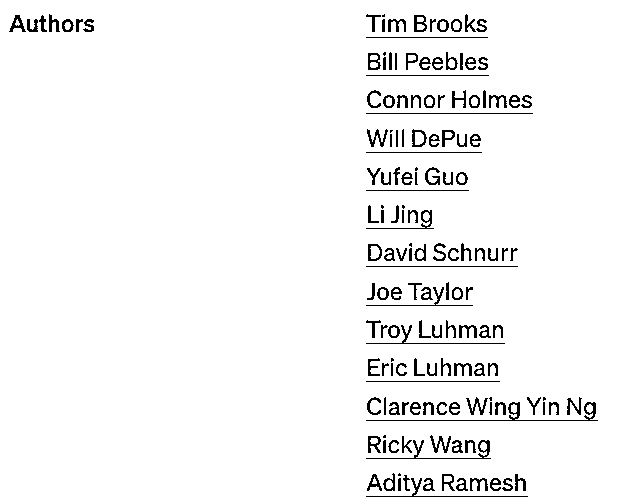 Authors
Tim Brooks
Bill Peebles
Connor Holmes
Will DePue
Yufei Guo
Li Jing
David Schnurr
Joe Taylor
Troy Luhman
Eric Luhman
Clarence Wing Yin Ng
Ricky Wang
Aditya Ramesh